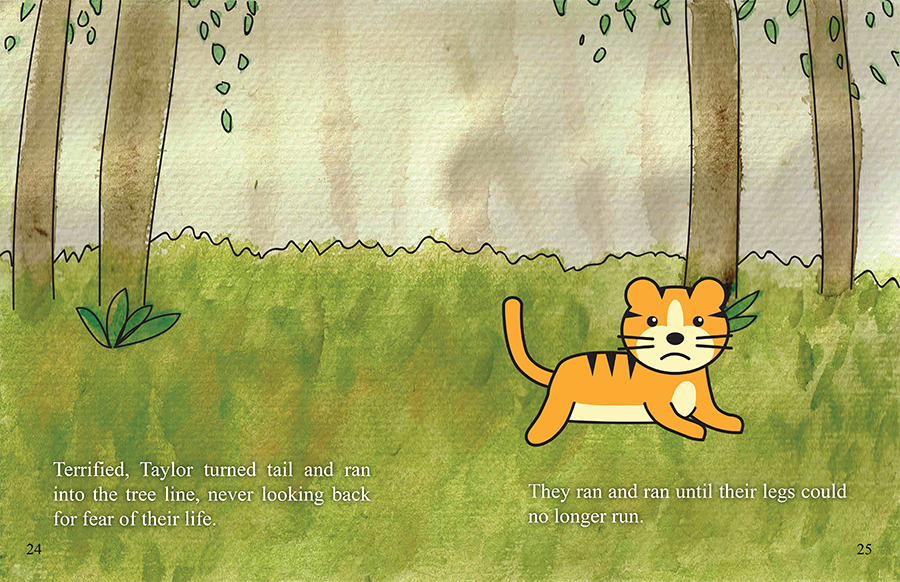 Terrified, Taylor turned tail and ran
into the tree line, never looking back
for fear of their life.
They ran and ran until their legs could
no longer run.
24
25